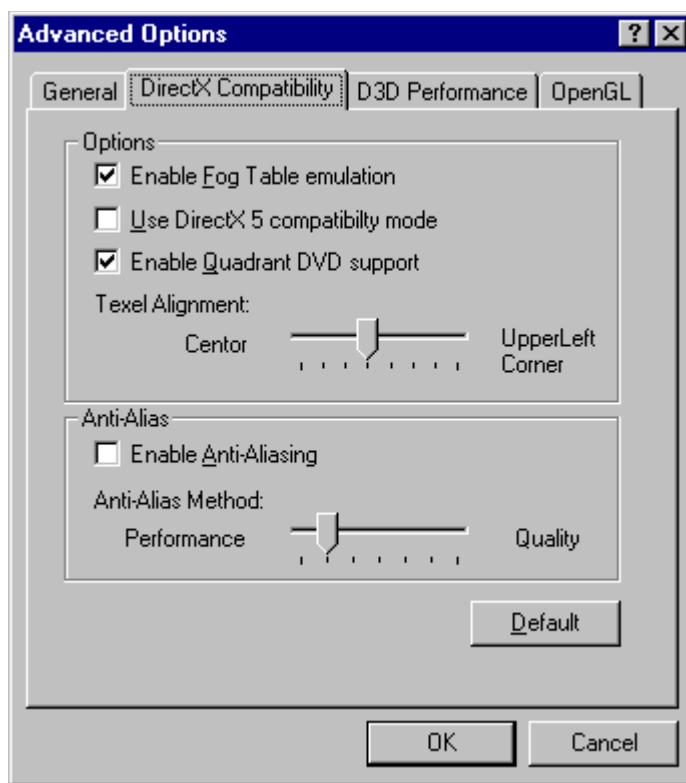 Advanced Options
General DirectX Compatibility D3D Performance OpenGL
Options
Enable Fog Table emulation
Use DirectX 5 compatibilty mode
Enable Quadrant DVD support
Texel Alignment:
Centor UpperLeft
Corner
Anti-Alias
Enable Anti-Aliasing
Anti-Alias Method:
Performance Quality
Default
OK Cancel